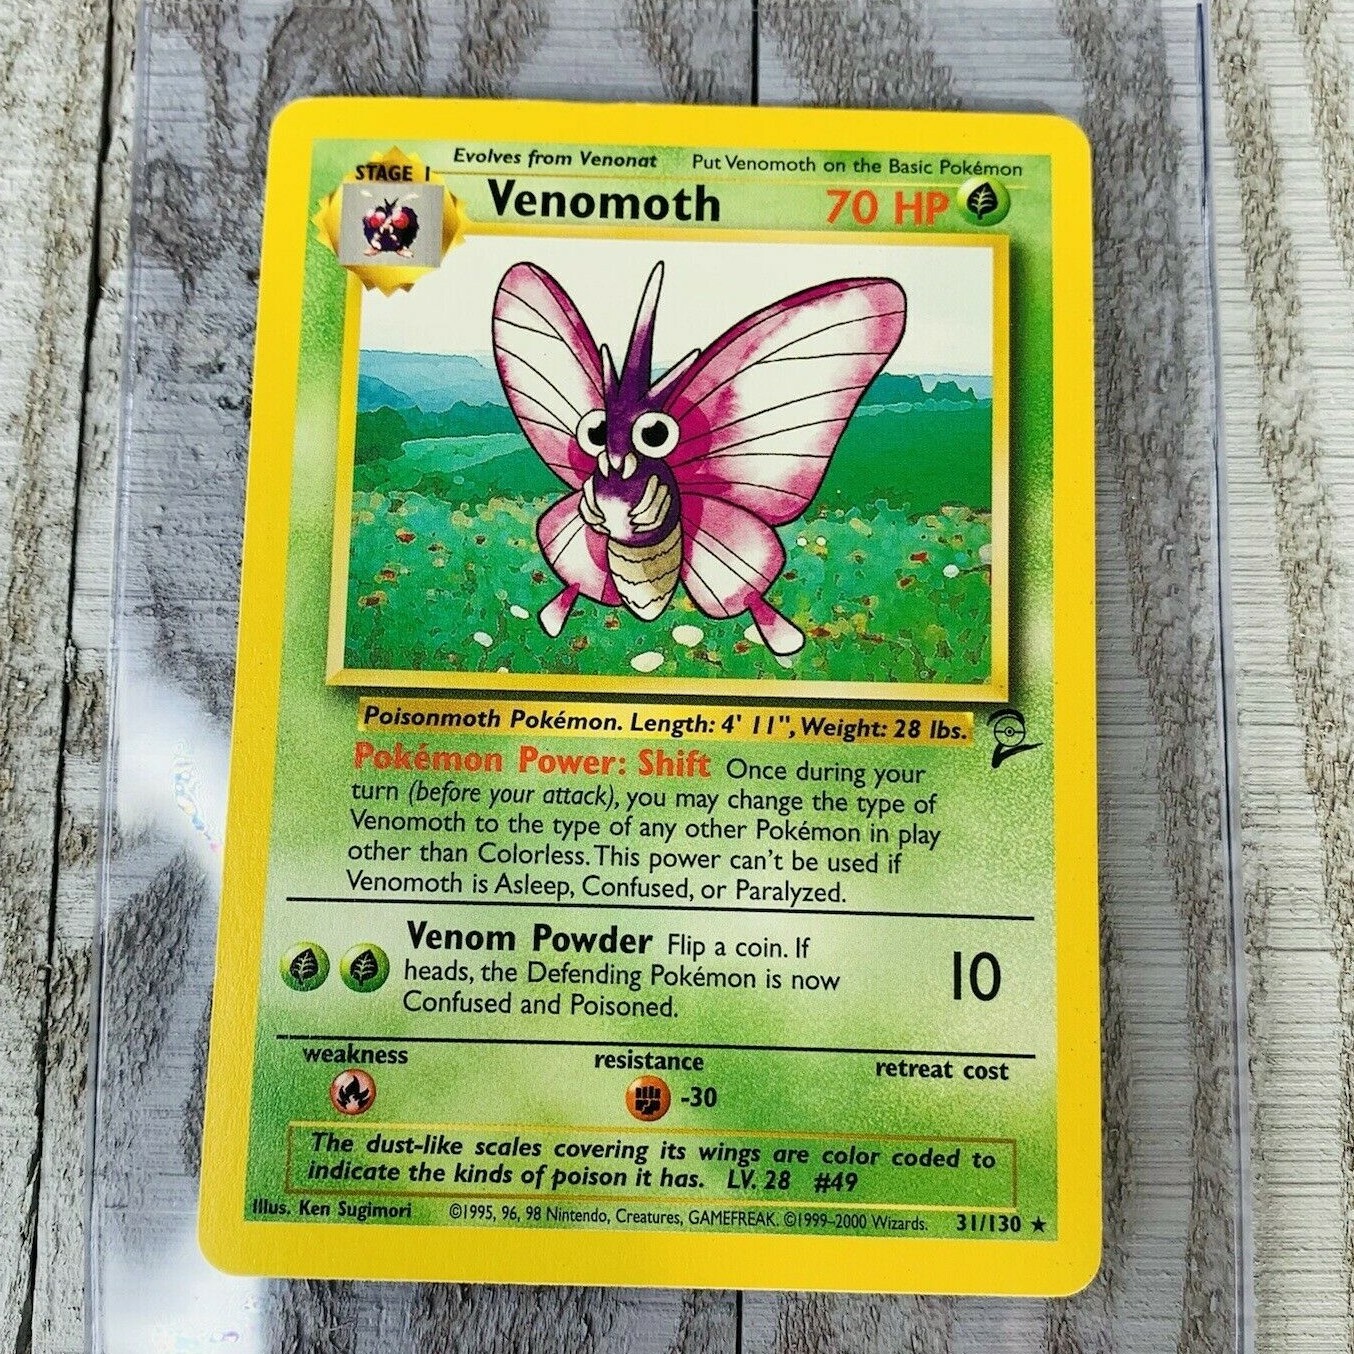 Evolves from Venonat Put Venomoth on the Basic Pokémon
STAGE 1
Venomoth 70 HP
Poisonmoth Pokémon. Length: 4' 11", Weight: 28 lbs.
Pokémon Power: Shift Once during your
turn (before your attack), you may change the type of
Venomoth to the type of any other Pokémon in play
other than Colorless. This power can't be used if
Venomoth is Asleep, Confused, or Paralyzed.
Venom Powder Flip a coin. If
heads, the Defending Pokémon is now
Confused and Poisoned.
10
weakness resistance retreat cost
-30
The dust-like scales covering its wings are color coded to
indicate the kinds of poison it has. LV. 28 #49
Illus. Ken Sugimori ©1995, 96, 98 Nintendo, Creatures, GAMEFREAK. ©1999-2000 Wizards. 31/130 ★